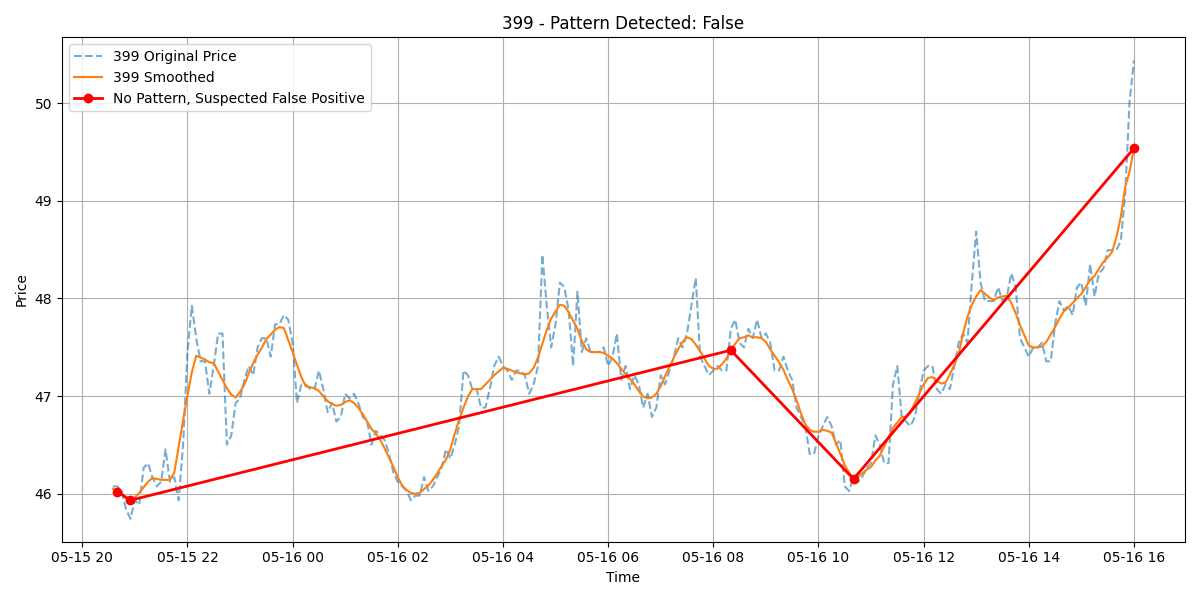 399 - Pattern Detected: False
399 Original Price
399 Smoothed
No Pattern, Suspected False Positive
Price
50
49
48
47
46
05-15 20 05-15 22 05-16 00 05-16 02 05-16 04 05-16 06 05-16 08 05-16 10 05-16 12 05-16 14 05-16 16
Time